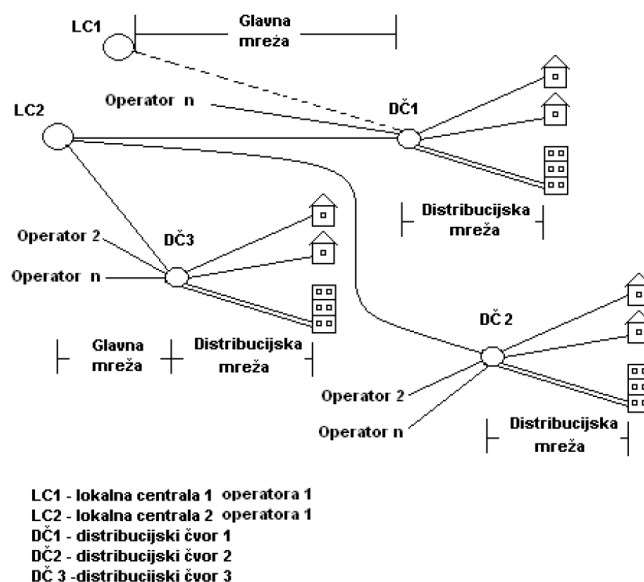 LC1
Glavna
mreža
Operator n
DČ1
LC2
Distribucijska
mreža
Operator 2
DČ3
Operator n
DČ 2
Glavna
mreža
Distribucijska
mreža
Operator 2
Operator n
Distribucijska
mreža
LC1 - lokalna centrala 1 operatora 1
LC2 - lokalna centrala 2 operatora 1
DČ1 - distribucijski čvor 1
DČ2 - distribucijski čvor 2
DČ 3 -distribucijski čvor 3